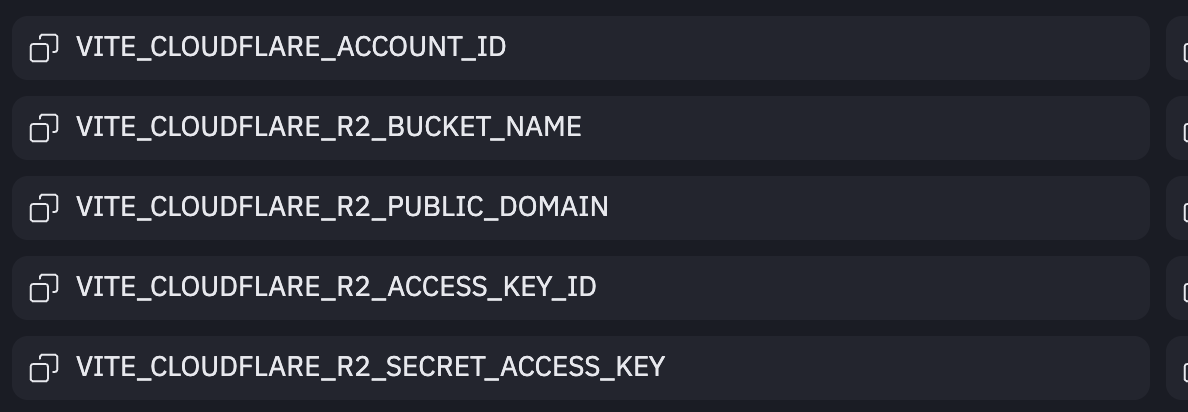 VITE_CLOUDFLARE_ACCOUNT_ID
VITE_CLOUDFLARE_R2_BUCKET_NAME
VITE_CLOUDFLARE_R2_PUBLIC_DOMAIN
VITE_CLOUDFLARE_R2_ACCESS_KEY_ID
VITE_CLOUDFLARE_R2_SECRET_ACCESS_KEY